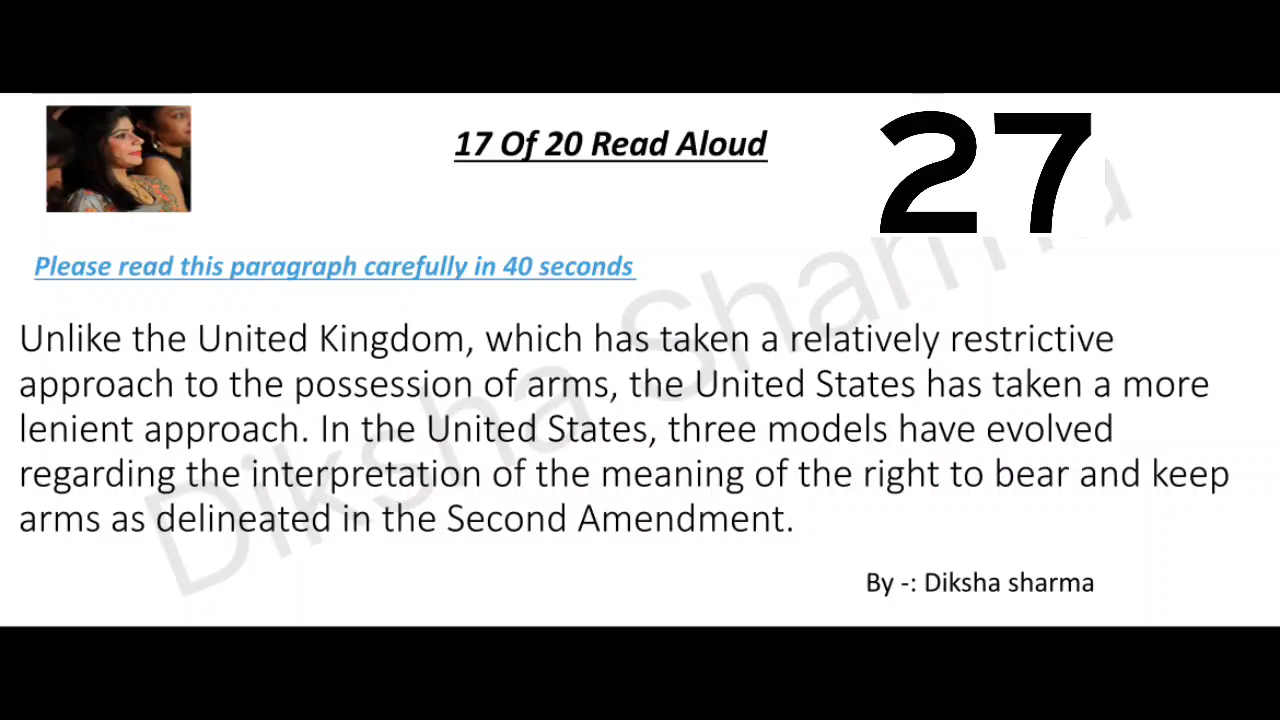 17 Of 20 Read Aloud
27
Please read this paragraph carefully in 40 seconds
Unlike the United Kingdom, which has taken a relatively restrictive
approach to the possession of arms, the United States has taken a more
lenient approach. In the United States, three models have evolved
regarding the interpretation of the meaning of the right to bear and keep
arms as delineated in the Second Amendment.
Diksha Sharma
By -: Diksha sharma